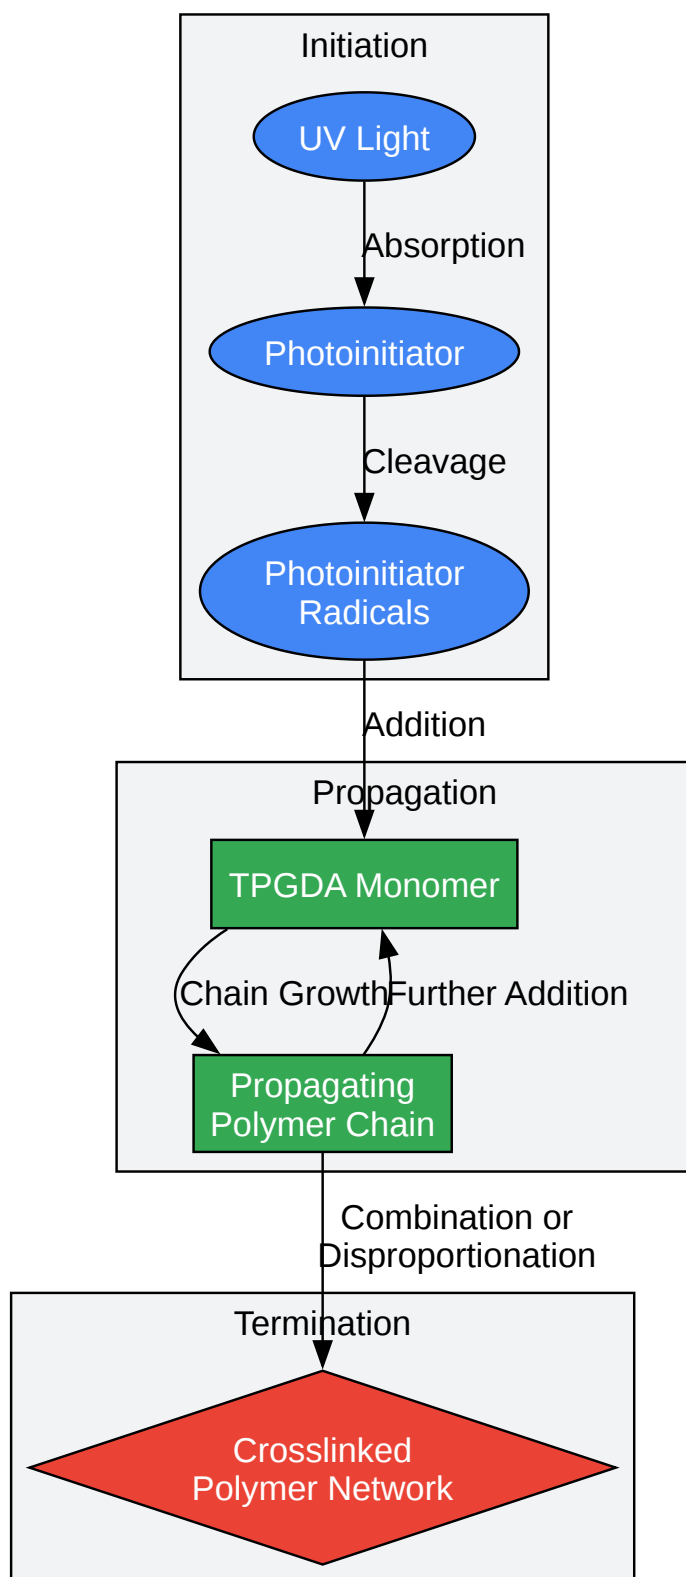 Initiation
UV Light
Absorption
Photoinitiator
Cleavage
Photoinitiator
Radicals
Addition
Propagation
TPGDA Monomer
Chain Growth
Further Addition
Propagating
Polymer Chain
Combination or
Disproportionation
Termination
Crosslinked
Polymer Network